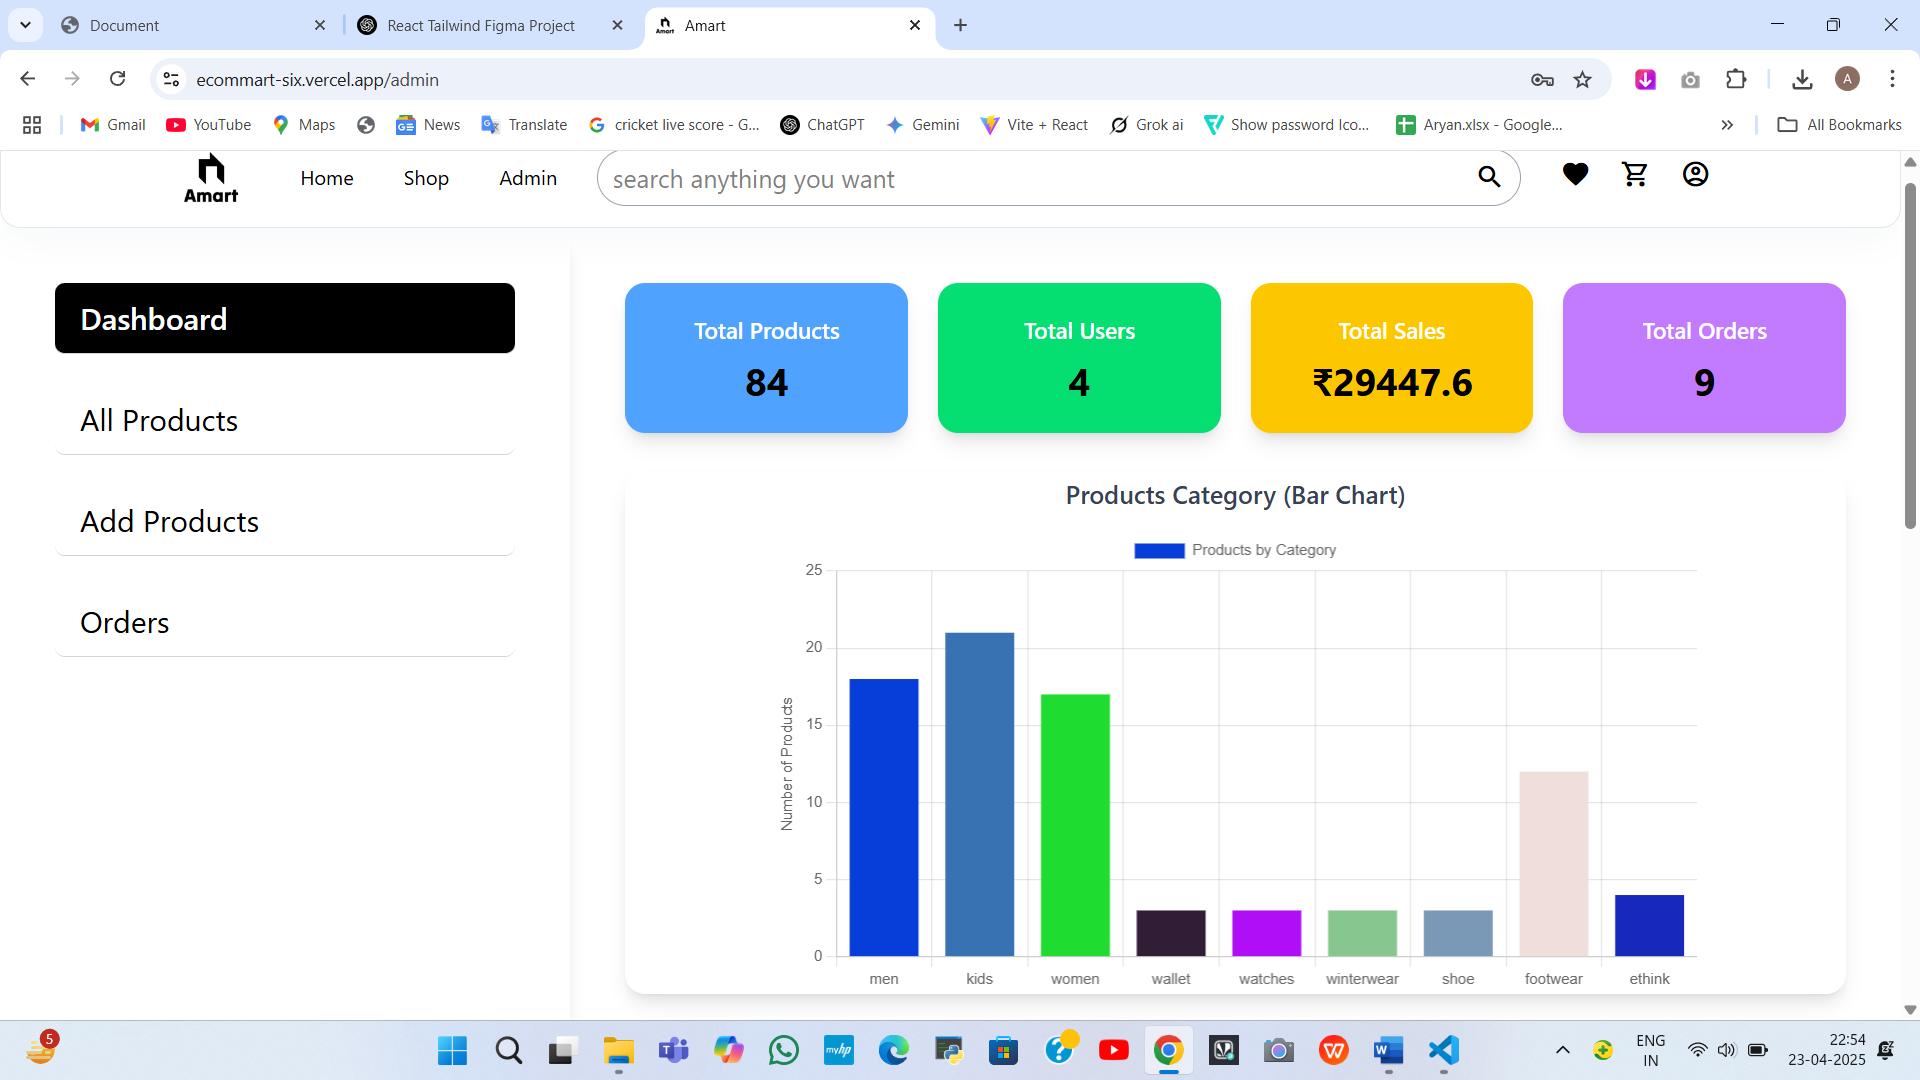 Document
React Tailwind Figma Project
Amart
ecommart-six.vercel.app/admin
A
Gmail
YouTube
Maps
News
Translate
cricket live score - G...
ChatGPT
Gemini
Vite + React
Grok ai
Show password Ico...
Aryan.xlsx - Google...
All Bookmarks
Amart
Home
Shop
Admin
search anything you want
Dashboard
All Products
Add Products
Orders
Total Products
84
Total Users
4
Total Sales
₹29447.6
Total Orders
9
Products Category (Bar Chart)
Products by Category
Number of Products
25
20
15
10
5
0
men
kids
women
wallet
watches
winterwear
shoe
footwear
ethink
5
myhp
ENG
IN
22:54
23-04-2025